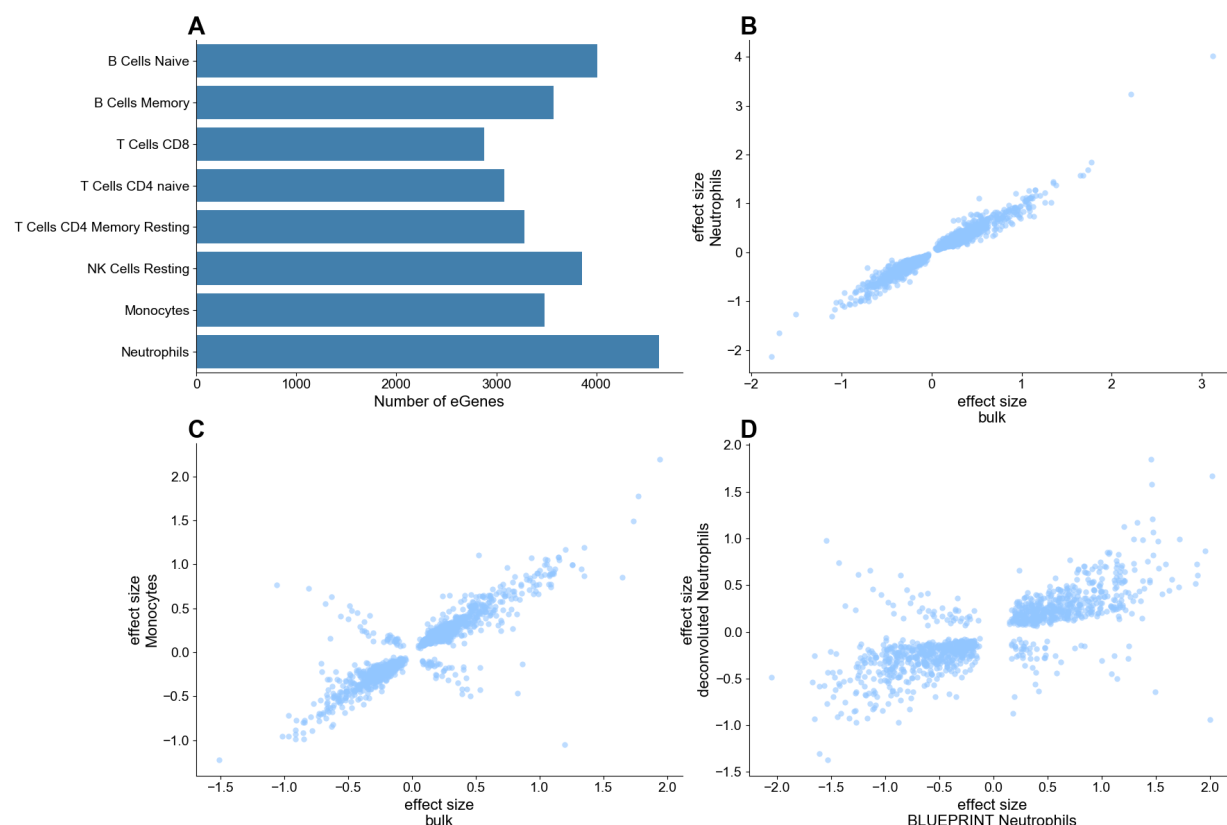 A
B Cells Naive
B Cells Memory
T Cells CD8
T Cells CD4 naive
T Cells CD4 Memory Resting
NK Cells Resting
Monocytes
Neutrophils
0 1000 2000 3000 4000
Number of eGenes
B
effect size
Neutrophils
4
3
2
1
0
−1
−2
−2 −1 0 1 2 3
effect size
bulk
C
effect size
Monocytes
2.0
1.5
1.0
0.5
0.0
−0.5
−1.0
−1.5 −1.0 −0.5 0.0 0.5 1.0 1.5 2.0
effect size
bulk
D
effect size
deconvoluted Neutrophils
2.0
1.5
1.0
0.5
0.0
−0.5
−1.0
−1.5
−2.0 −1.5 −1.0 −0.5 0.0 0.5 1.0 1.5 2.0
effect size
BLUEPRINT Neutrophils